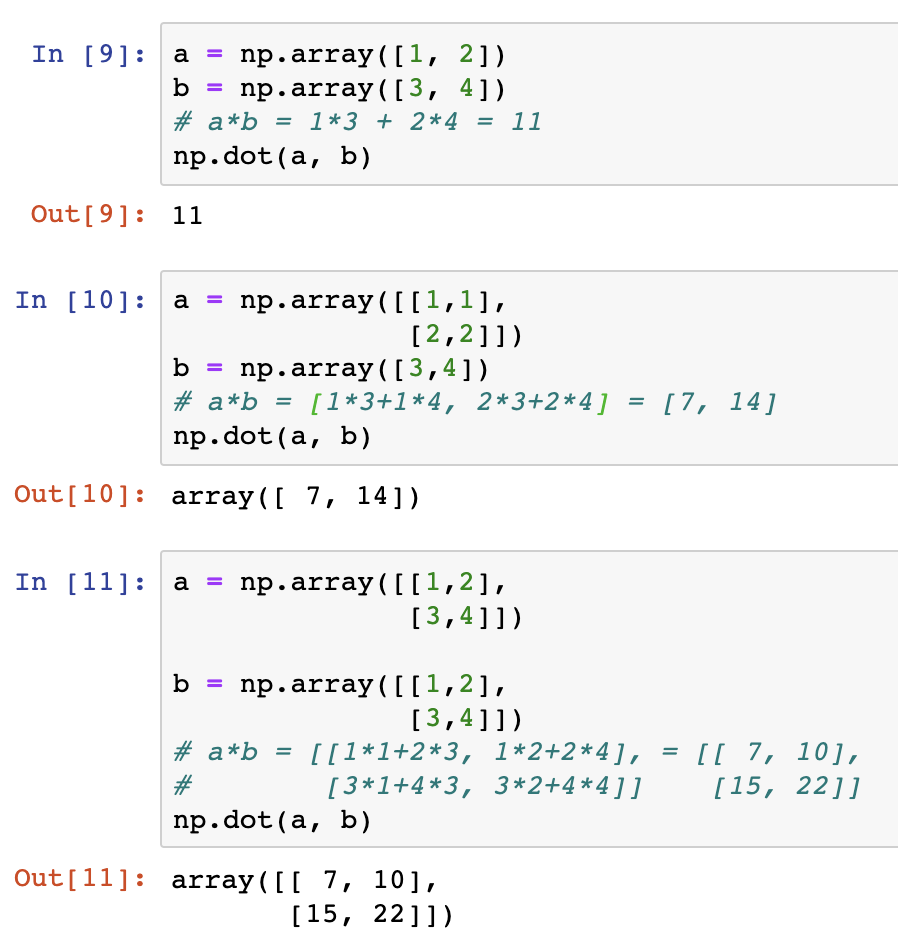 In [9]: a = np.array([1, 2])
b = np.array([3, 4])
# a*b = 1*3 + 2*4 = 11
np.dot(a, b)
Out[9]: 11
In [10]: a = np.array([[1,1],
[2,2]])
b = np.array([3,4])
# a*b = [1*3+1*4, 2*3+2*4] = [7, 14]
np.dot(a, b)
Out[10]: array([ 7, 14])
In [11]: a = np.array([[1,2],
[3,4]])
b = np.array([[1,2],
[3,4]])
# a*b = [[1*1+2*3, 1*2+2*4], = [[ 7, 10],
#        [3*1+4*3, 3*2+4*4]]    [15, 22]]
np.dot(a, b)
Out[11]: array([[ 7, 10],
[15, 22]])